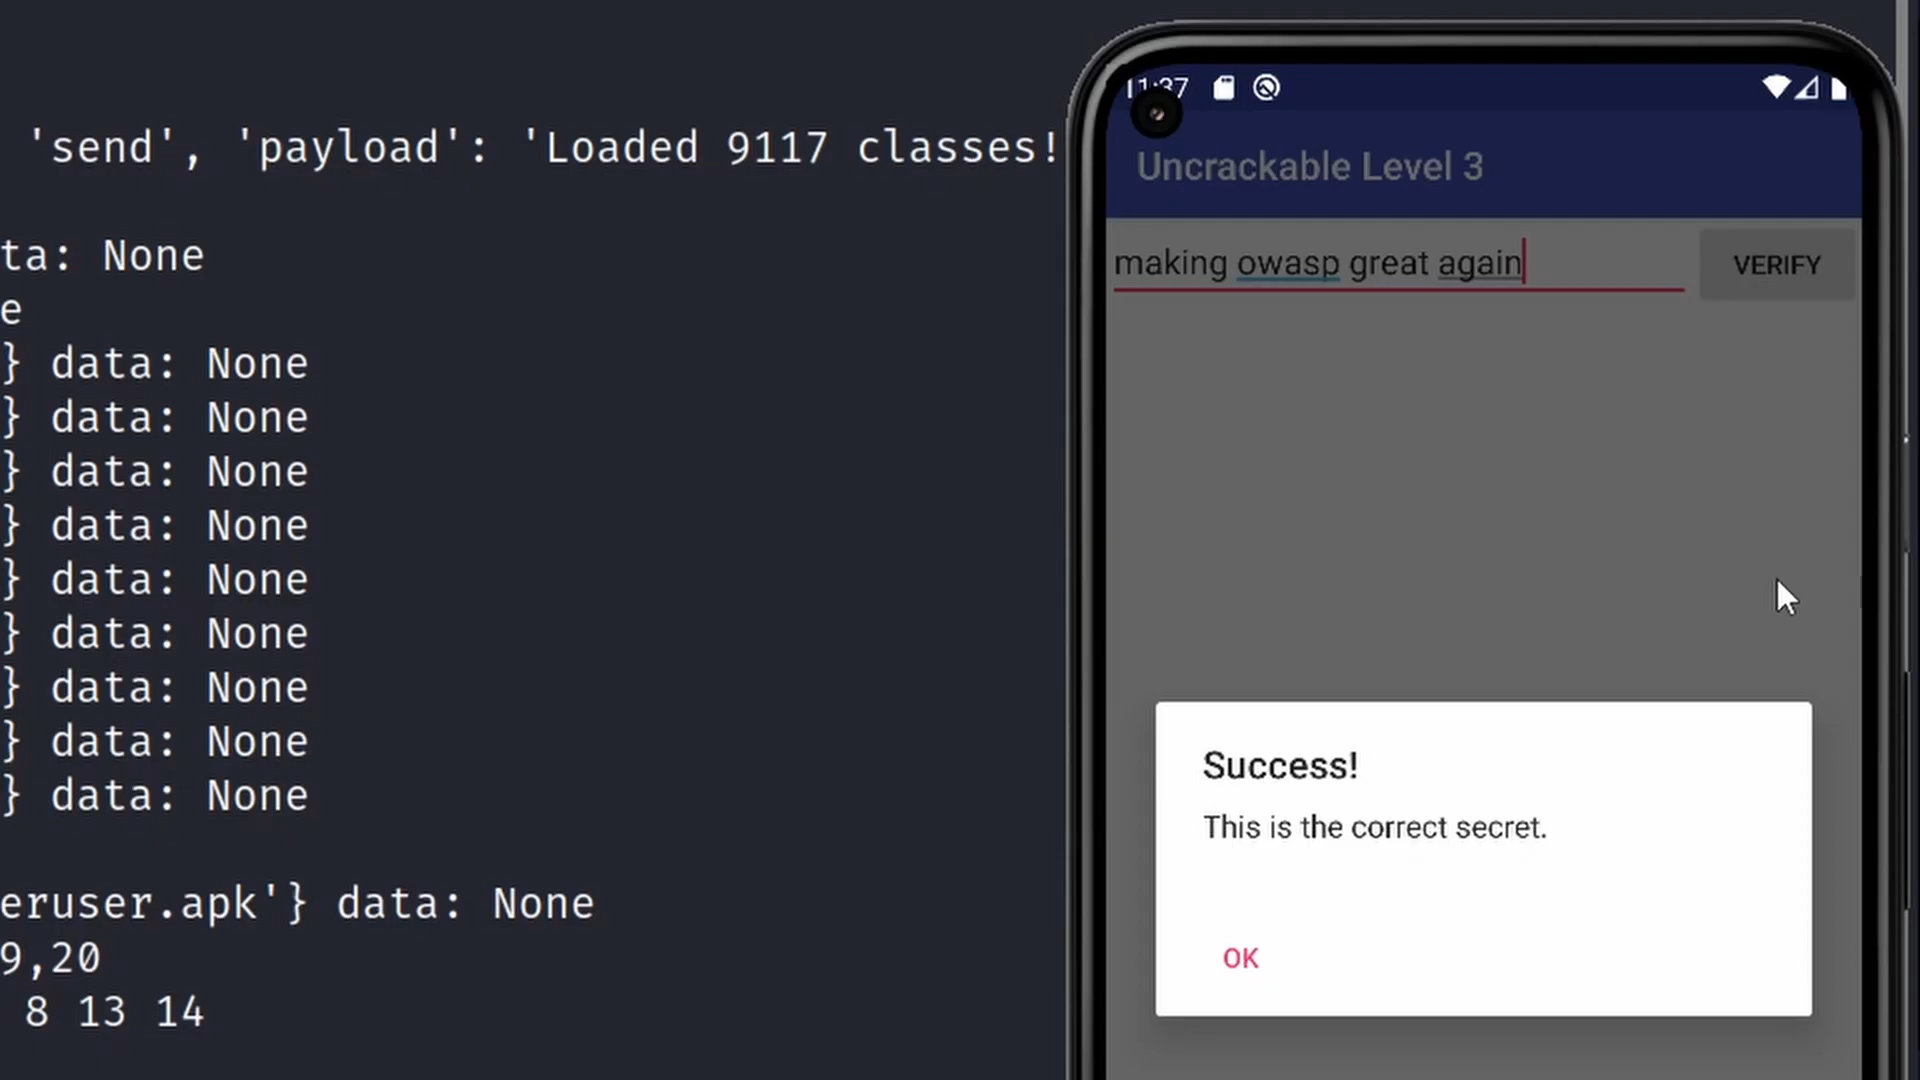 'send', 'payload': 'Loaded 9117 classes!
ta: None
e
} data: None
} data: None
} data: None
} data: None
} data: None
} data: None
} data: None
} data: None
} data: None
eruser.apk'} data: None
9,20
8 13 14
11:37
Uncrackable Level 3
making owasp great again
VERIFY
Success!
This is the correct secret.
OK